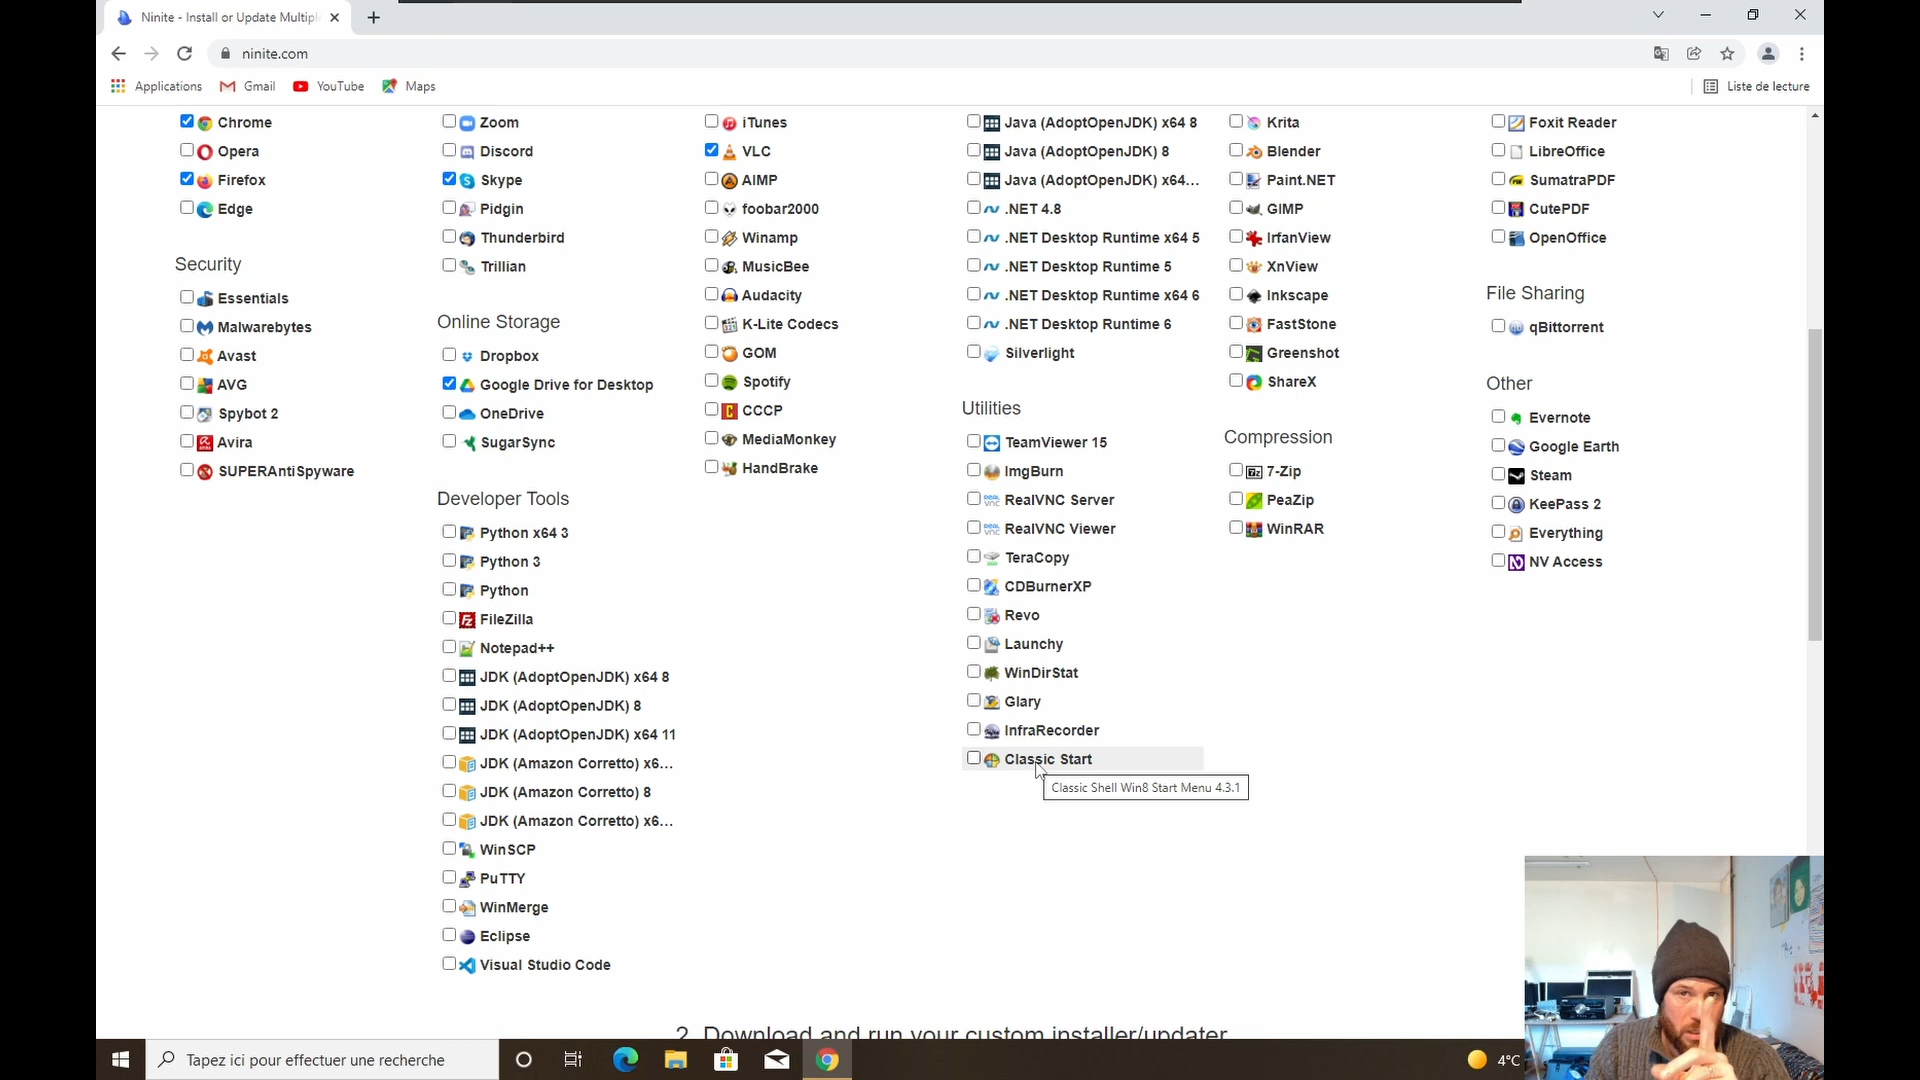 Ninite - Install or Update Multipl
ninite.com
Applications
Gmail
YouTube
Maps
Liste de lecture
Chrome
Opera
Firefox
Edge
Security
Essentials
Malwarebytes
Avast
AVG
Spybot 2
Avira
SUPERAntiSpyware
Zoom
Discord
Skype
Pidgin
Thunderbird
Trillian
Online Storage
Dropbox
Google Drive for Desktop
OneDrive
SugarSync
Developer Tools
Python x64 3
Python 3
Python
FileZilla
Notepad++
JDK (AdoptOpenJDK) x64 8
JDK (AdoptOpenJDK) 8
JDK (AdoptOpenJDK) x64 11
JDK (Amazon Corretto) x6...
JDK (Amazon Corretto) 8
JDK (Amazon Corretto) x6...
WinSCP
PuTTY
WinMerge
Eclipse
Visual Studio Code
iTunes
VLC
AIMP
foobar2000
Winamp
MusicBee
Audacity
K-Lite Codecs
GOM
Spotify
CCCP
MediaMonkey
HandBrake
Java (AdoptOpenJDK) x64 8
Java (AdoptOpenJDK) 8
Java (AdoptOpenJDK) x64...
.NET 4.8
.NET Desktop Runtime x64 5
.NET Desktop Runtime 5
.NET Desktop Runtime x64 6
.NET Desktop Runtime 6
Silverlight
Utilities
TeamViewer 15
ImgBurn
RealVNC Server
RealVNC Viewer
TeraCopy
CDBurnerXP
Revo
Launchy
WinDirStat
Glary
InfraRecorder
Classic Start
Classic Shell Win8 Start Menu 4.3.1
Krita
Blender
Paint.NET
GIMP
IrfanView
XnView
Inkscape
FastStone
Greenshot
ShareX
Compression
7-Zip
PeaZip
WinRAR
Foxit Reader
LibreOffice
SumatraPDF
CutePDF
OpenOffice
File Sharing
qBittorrent
Other
Evernote
Google Earth
Steam
KeePass 2
Everything
NV Access
2. Download and run your custom installer/updater
Tapez ici pour effectuer une recherche
4°C